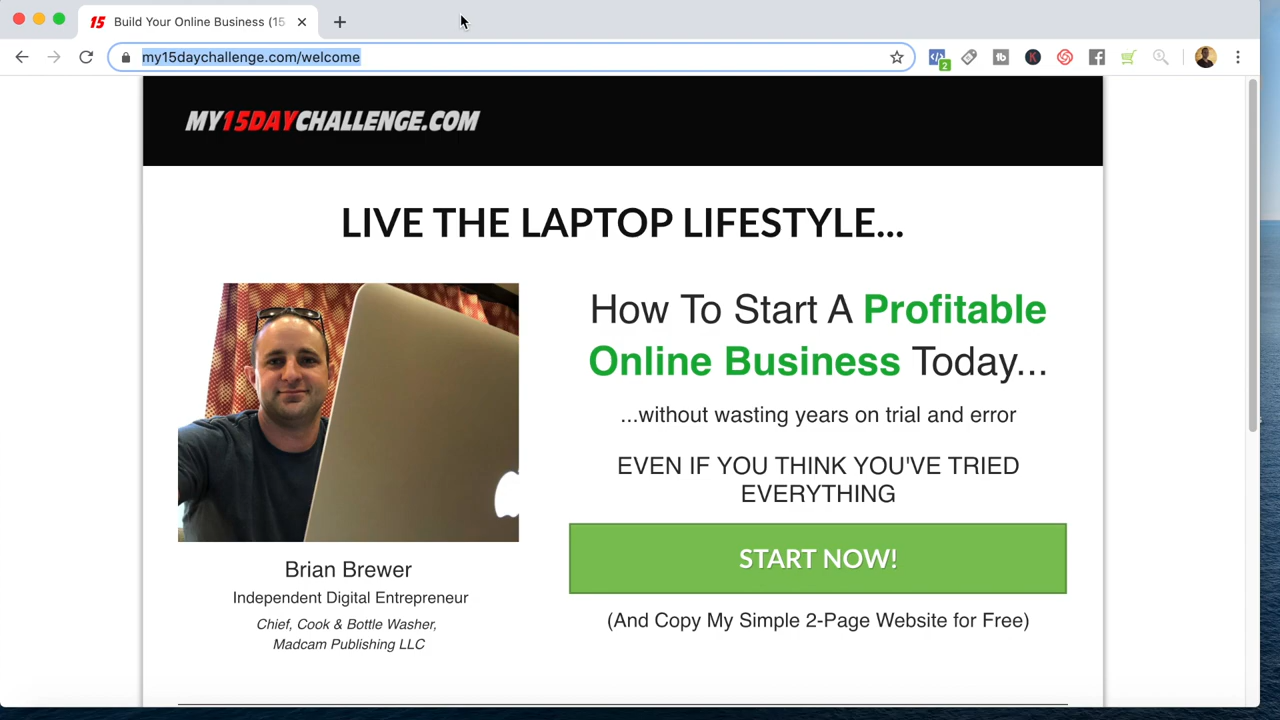 15 Build Your Online Business (15
my15daychallenge.com/welcome
2
MY15DAYCHALLENGE.COM
LIVE THE LAPTOP LIFESTYLE...
How To Start A Profitable
Online Business Today...
...without wasting years on trial and error
EVEN IF YOU THINK YOU'VE TRIED
EVERYTHING
START NOW!
(And Copy My Simple 2-Page Website for Free)
Brian Brewer
Independent Digital Entrepreneur
Chief, Cook & Bottle Washer,
Madcam Publishing LLC